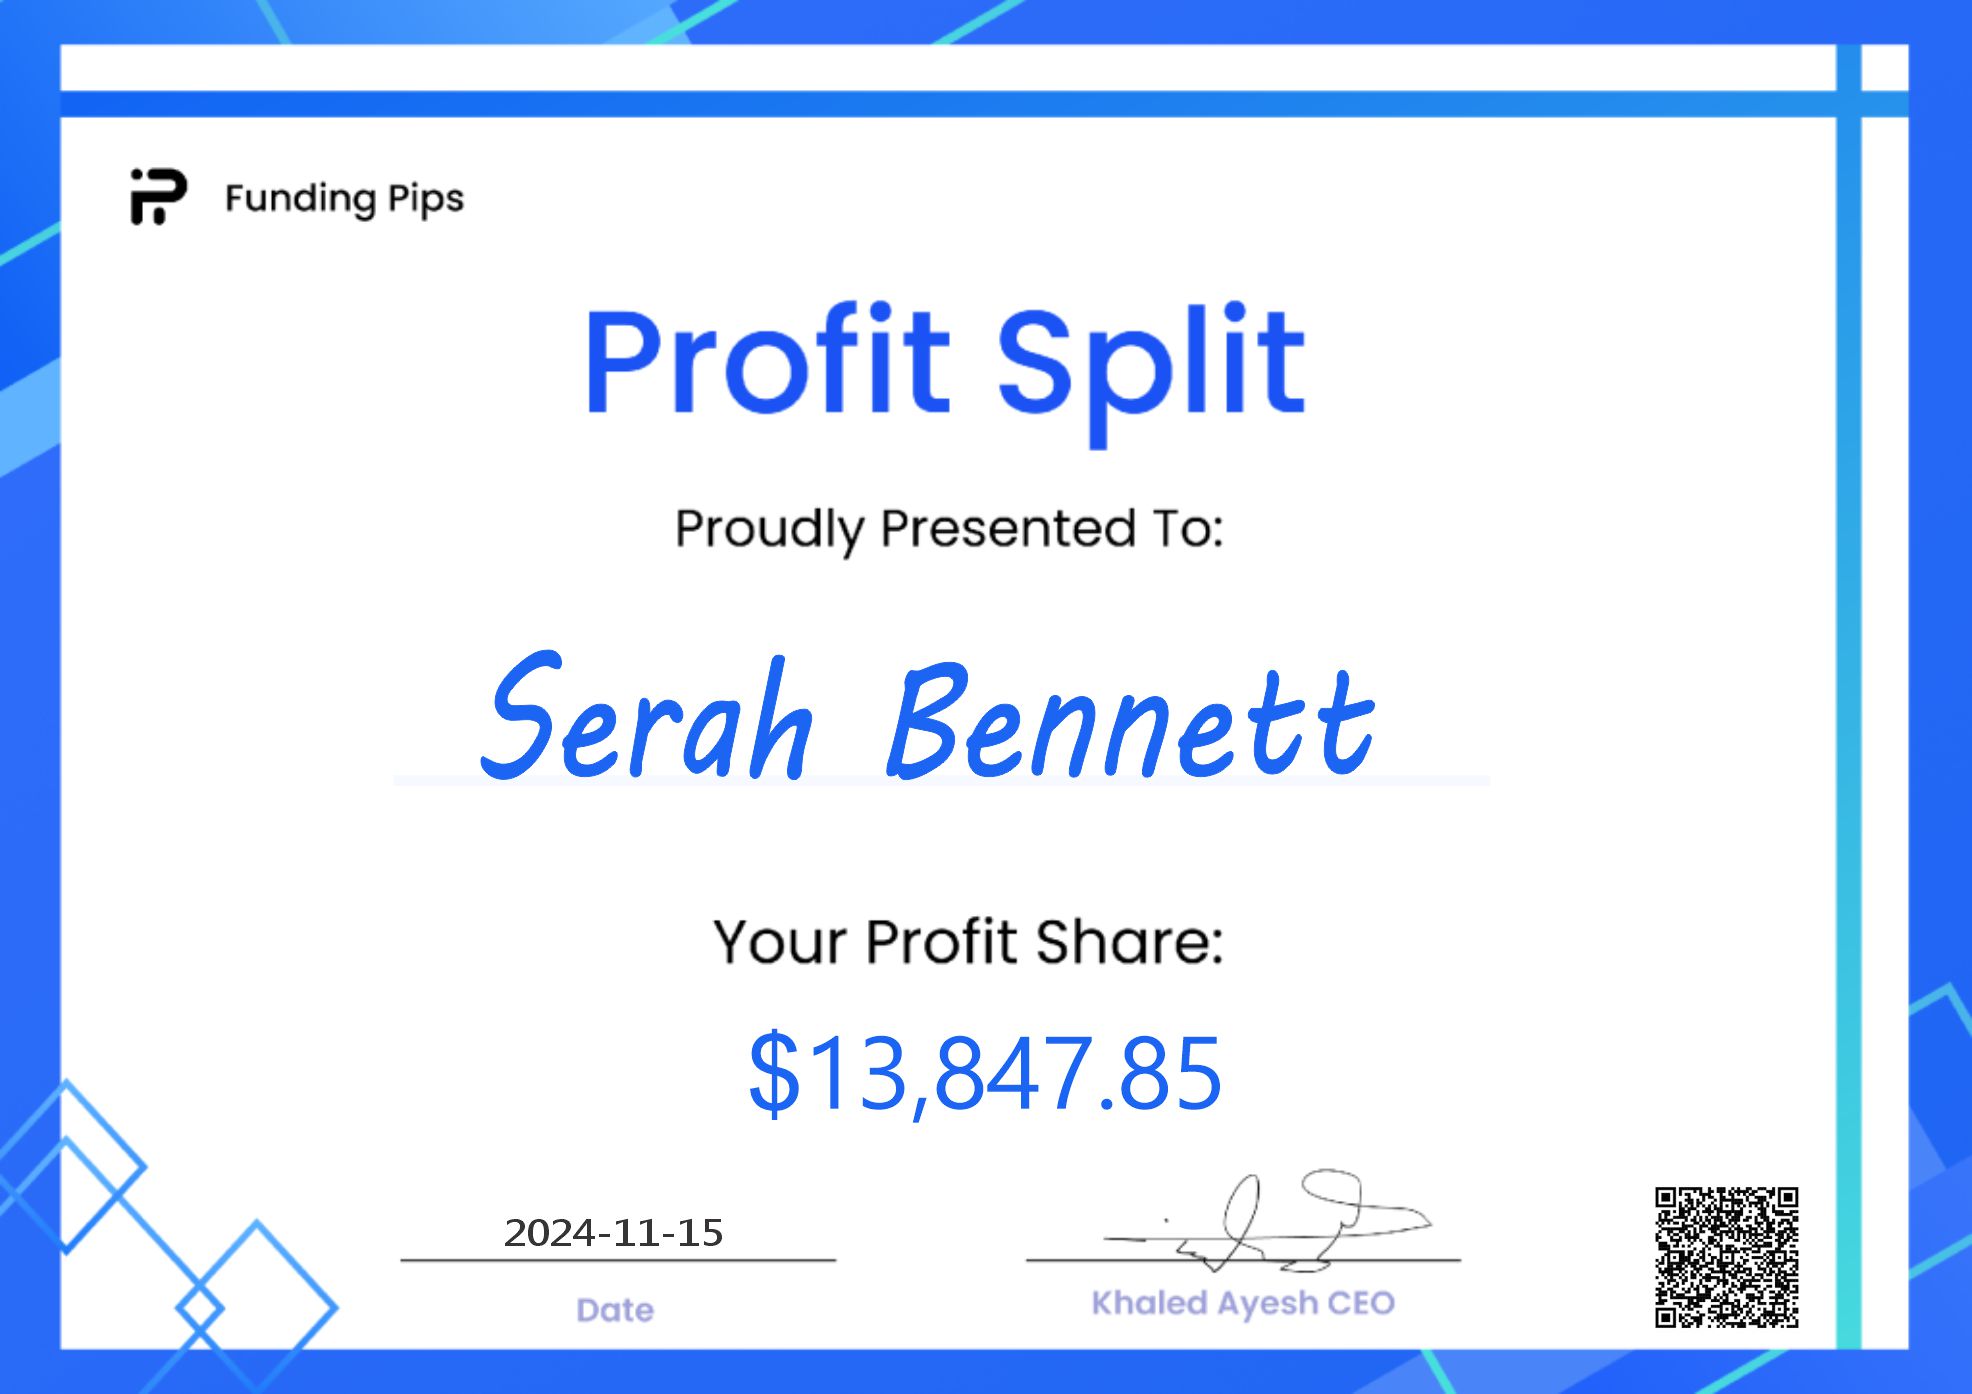 Funding Pips
Profit Split
Proudly Presented To:
Serah Bennett
Your Profit Share:
$13,847.85
2024-11-15
Date
Khaled Ayesh CEO